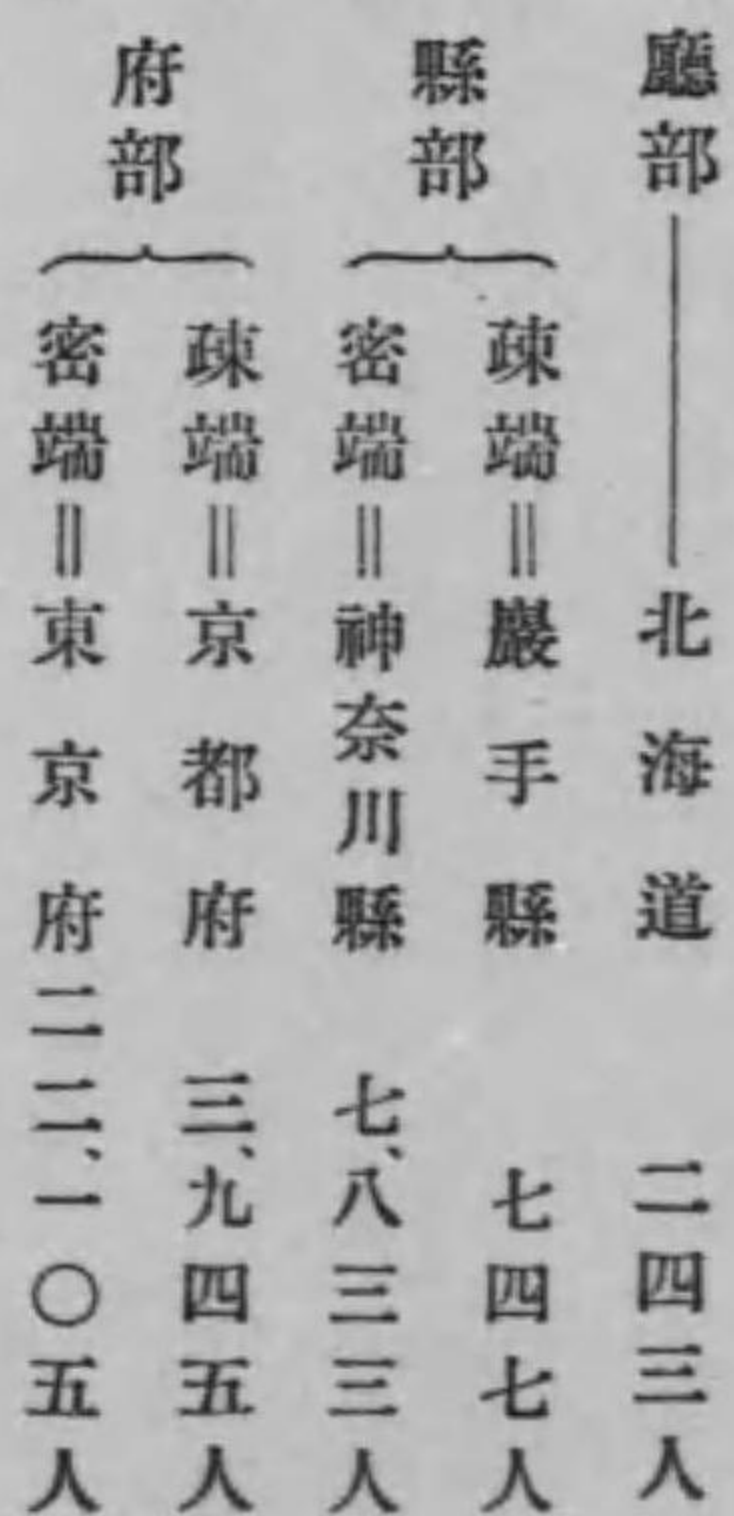 廳部――北海道 二四三人
縣部
疎端＝巖手縣 七四七人
密端＝神奈川縣 七、八三三人
府部
疎端＝京都府 三、九四五人
密端＝東京府 二二、一〇五人